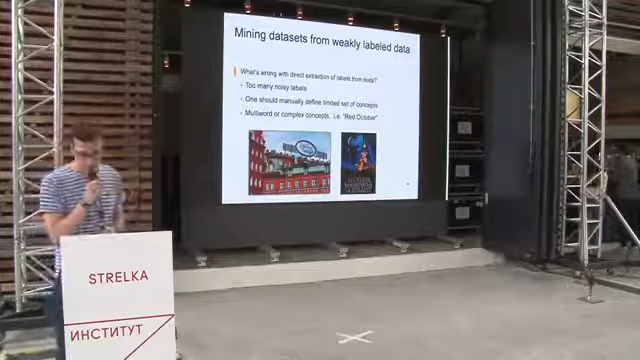 Mining datasets from weakly labeled data
What's wrong with direct extraction of labels from texts?
Too many noisy labels
One should manually define limited set of concepts
Multiword or complex concepts, i.e. "Red October"
STRELKA
ИНСТИТУТ